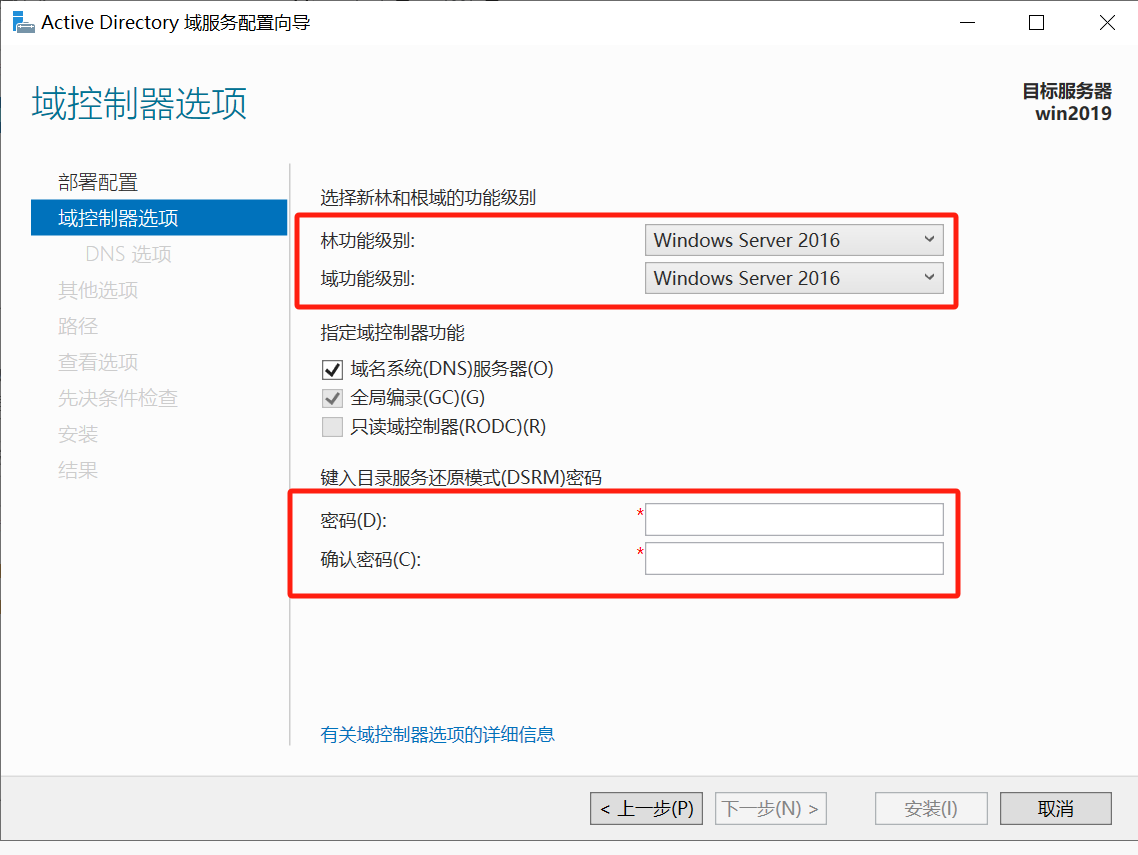 Active Directory 域服务配置向导
域控制器选项
目标服务器
win2019
部署配置
域控制器选项
DNS 选项
其他选项
路径
查看选项
先决条件检查
安装
结果
选择新林和根域的功能级别
林功能级别: Windows Server 2016
域功能级别: Windows Server 2016
指定域控制器功能
域名系统(DNS)服务器(O)
全局编录(GC)(G)
只读域控制器(RODC)(R)
键入目录服务还原模式(DSRM)密码
密码(D): *
确认密码(C): *
有关域控制器选项的详细信息
< 上一步(P) 下一步(N) > 安装(I) 取消